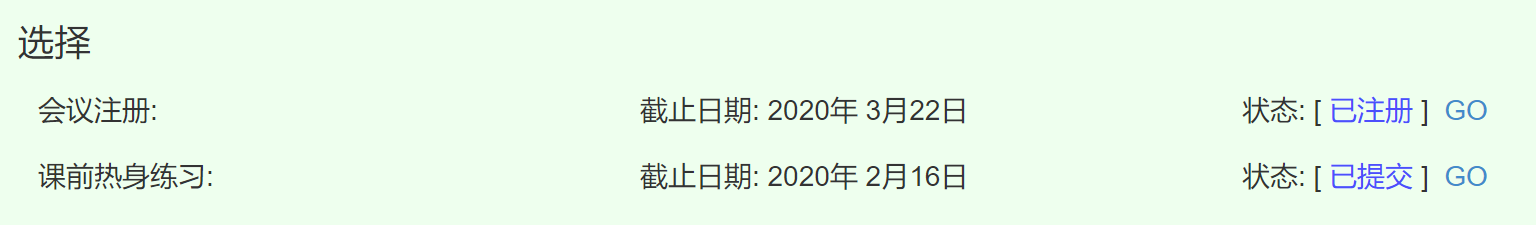 选择
会议注册: 截止日期: 2020年 3月22日 状态: [ 已注册 ] GO
课前热身练习: 截止日期: 2020年 2月16日 状态: [ 已提交 ] GO